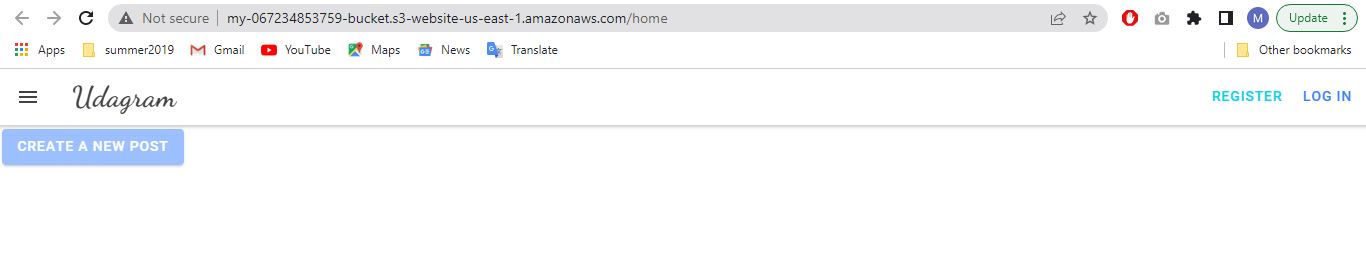 Not secure my-067234853759-bucket.s3-website-us-east-1.amazonaws.com/home M Update
Apps summer2019 Gmail YouTube Maps News Translate Other bookmarks
Udagram REGISTER LOG IN
CREATE A NEW POST